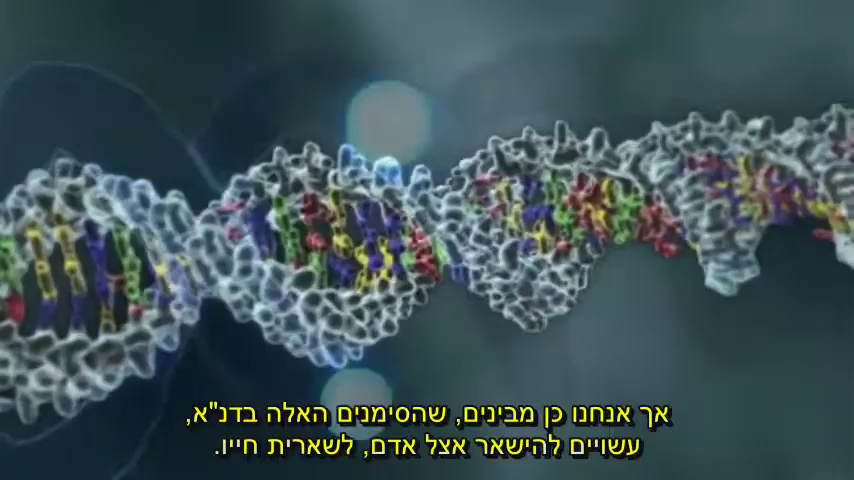 אך אנחנו כן מבינים, שהסימנים האלה בדנ"א,
עשויים להישאר אצל אדם, לשארית חייו.